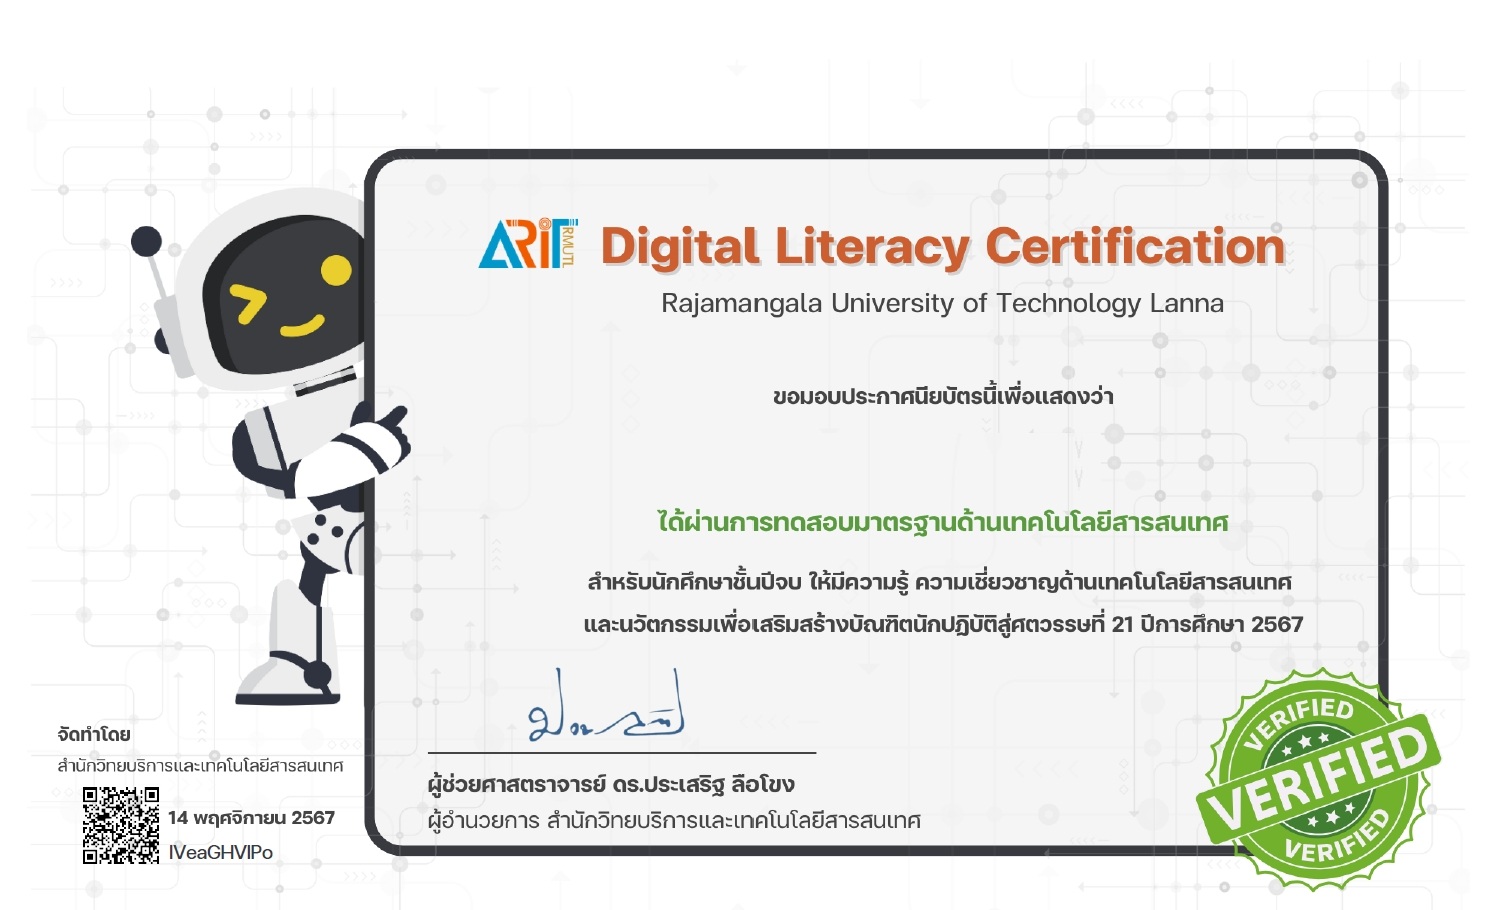 ARiT
RMUTL
Digital Literacy Certification
Rajamangala University of Technology Lanna
ขอมอบประกาศนียบัตรนี้เพื่อแสดงว่า
ได้ผ่านการทดสอบมาตรฐานด้านเทคโนโลยีสารสนเทศ
สำหรับนักศึกษาชั้นปีจบ ให้มีความรู้ ความเชี่ยวชาญด้านเทคโนโลยีสารสนเทศ
และนวัตกรรมเพื่อเสริมสร้างบัณฑิตนักปฏิบัติสู่ศตวรรษที่ 21 ปีการศึกษา 2567
ผู้ช่วยศาสตราจารย์ ดร.ประเสริฐ ลือโขง
ผู้อำนวยการ สำนักวิทยบริการและเทคโนโลยีสารสนเทศ
จัดทำโดย
สำนักวิทยบริการและเทคโนโลยีสารสนเทศ
14 พฤศจิกายน 2567
IVeaGHVIPo
VERIFIED
VERIFIED
VERIFIED